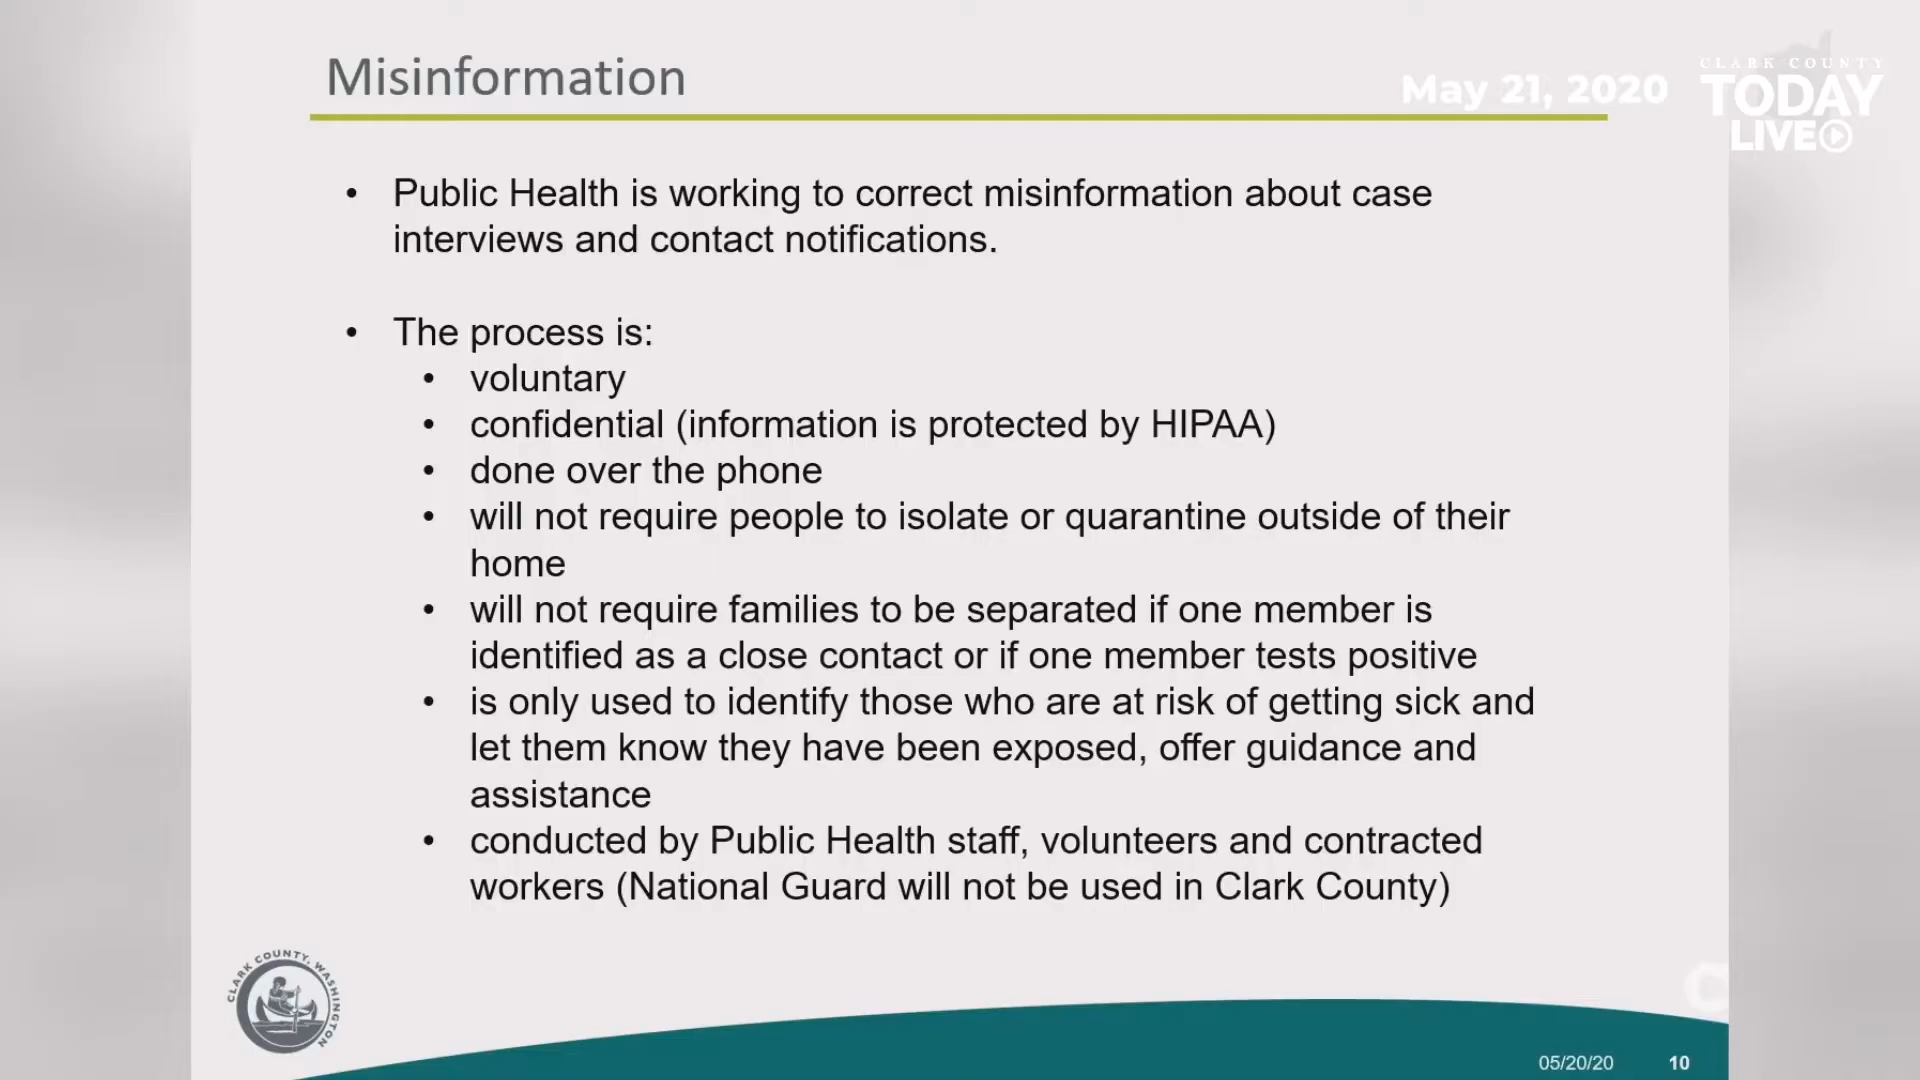 Misinformation
May 21, 2020
CLARK COUNTY
TODAY
LIVE
• Public Health is working to correct misinformation about case
interviews and contact notifications.
• The process is:
• voluntary
• confidential (information is protected by HIPAA)
• done over the phone
• will not require people to isolate or quarantine outside of their
home
• will not require families to be separated if one member is
identified as a close contact or if one member tests positive
• is only used to identify those who are at risk of getting sick and
let them know they have been exposed, offer guidance and
assistance
• conducted by Public Health staff, volunteers and contracted
workers (National Guard will not be used in Clark County)
CLARK COUNTY, WASHINGTON
05/20/20
10